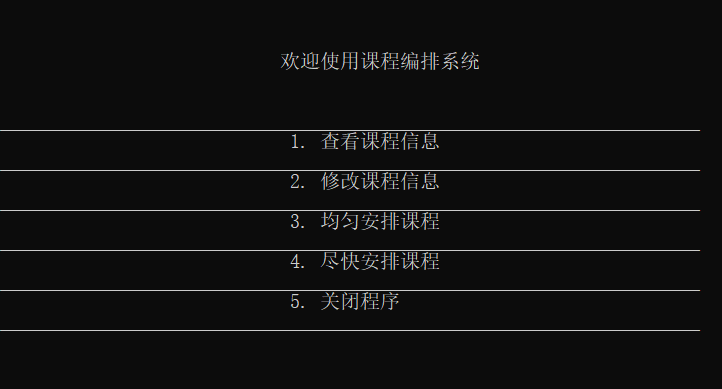 欢迎使用课程编排系统
1. 查看课程信息
2. 修改课程信息
3. 均匀安排课程
4. 尽快安排课程
5. 关闭程序